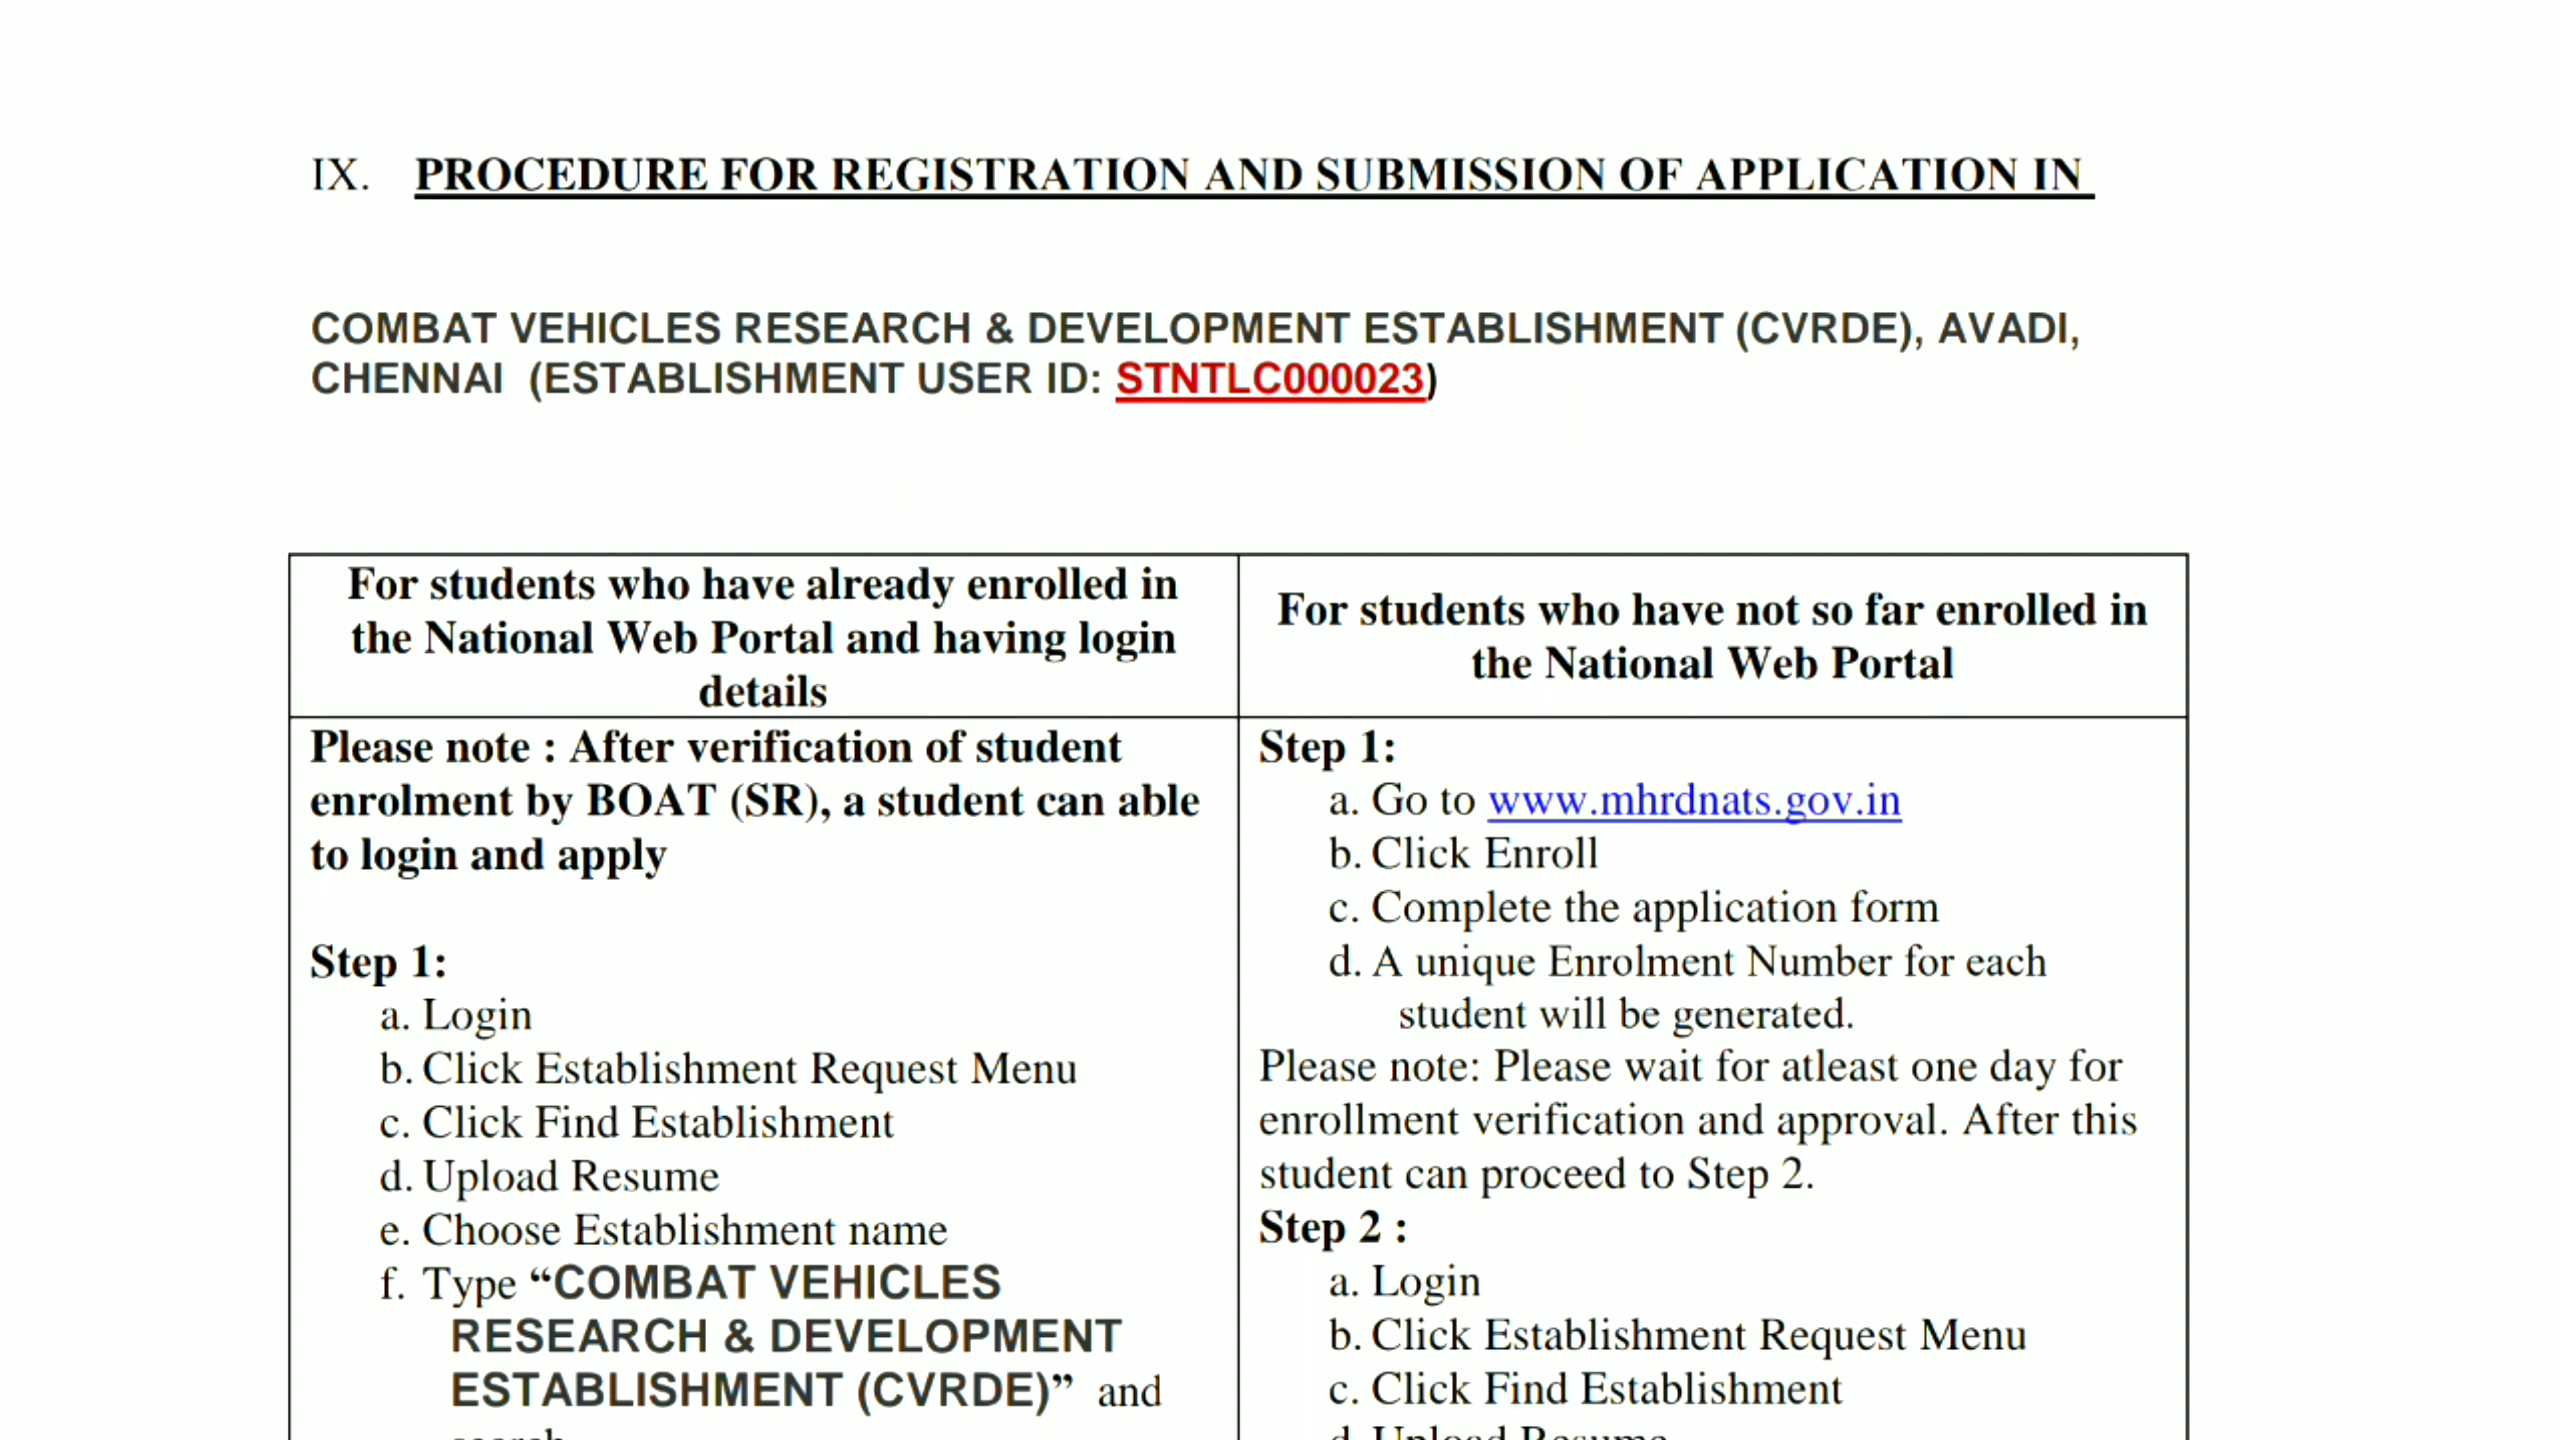 IX. PROCEDURE FOR REGISTRATION AND SUBMISSION OF APPLICATION IN
COMBAT VEHICLES RESEARCH & DEVELOPMENT ESTABLISHMENT (CVRDE), AVADI,
CHENNAI (ESTABLISHMENT USER ID: STNTLC000023)
For students who have already enrolled in
the National Web Portal and having login
details
Please note : After verification of student
enrolment by BOAT (SR), a student can able
to login and apply
Step 1:
a. Login
b. Click Establishment Request Menu
c. Click Find Establishment
d. Upload Resume
e. Choose Establishment name
f. Type “COMBAT VEHICLES
RESEARCH & DEVELOPMENT
ESTABLISHMENT (CVRDE)” and
search
For students who have not so far enrolled in
the National Web Portal
Step 1:
a. Go to www.mhrdnats.gov.in
b. Click Enroll
c. Complete the application form
d. A unique Enrolment Number for each
student will be generated.
Please note: Please wait for atleast one day for
enrollment verification and approval. After this
student can proceed to Step 2.
Step 2 :
a. Login
b. Click Establishment Request Menu
c. Click Find Establishment
d. Upload Resume